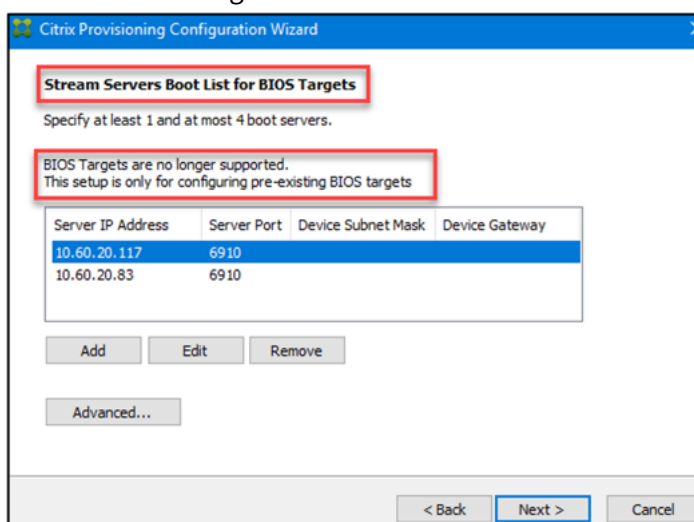 Citrix Provisioning Configuration Wizard
Stream Servers Boot List for BIOS Targets
Specify at least 1 and at most 4 boot servers.
BIOS Targets are no longer supported.
This setup is only for configuring pre-existing BIOS targets
Server IP Address Server Port Device Subnet Mask Device Gateway
10.60.20.117 6910
10.60.20.83 6910
Add Edit Remove
Advanced...
< Back Next > Cancel